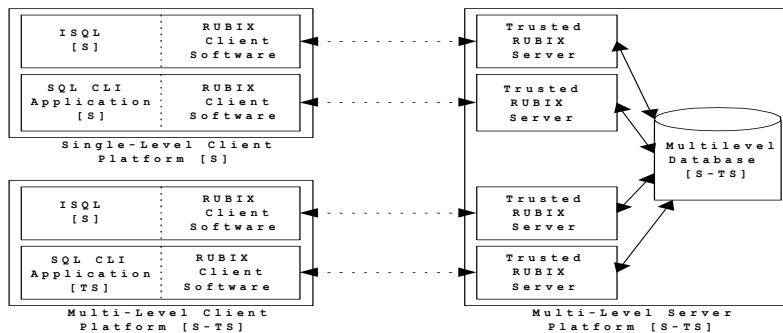 ISQL
[S]
RUBIX
Client
Software
SQL CLI
Application
[S]
RUBIX
Client
Software
Single-Level Client
Platform [S]
ISQL
[S]
RUBIX
Client
Software
SQL CLI
Application
[TS]
RUBIX
Client
Software
Multi-Level Client
Platform [S-TS]
Trusted
RUBIX
Server
Trusted
RUBIX
Server
Trusted
RUBIX
Server
Trusted
RUBIX
Server
Multilevel
Database
[S-TS]
Multi-Level Server
Platform [S-TS]